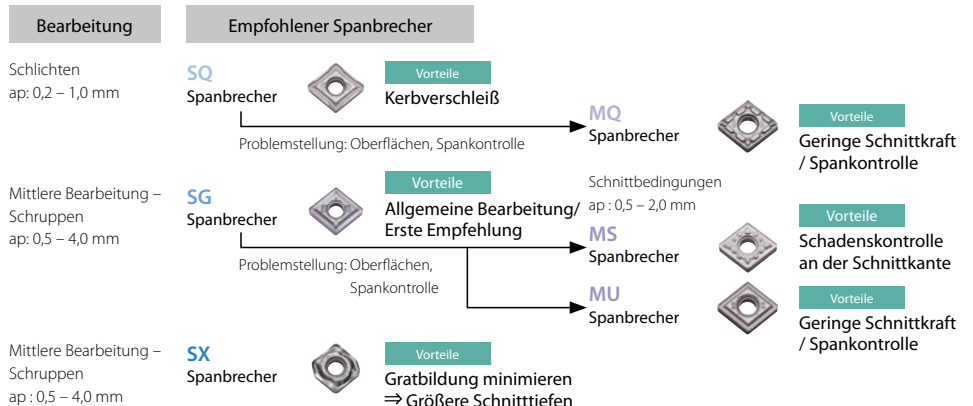 Bearbeitung
Empfohlener Spanbrecher
Schlichten
ap: 0,2 – 1,0 mm
SQ
Spanbrecher
Vorteile
Kerbverschleiß
Problemstellung: Oberflächen, Spankontrolle
MQ
Spanbrecher
Vorteile
Geringe Schnittkraft
/ Spankontrolle
Mittlere Bearbeitung –
Schruppen
ap: 0,5 – 4,0 mm
SG
Spanbrecher
Vorteile
Allgemeine Bearbeitung/
Erste Empfehlung
Problemstellung: Oberflächen,
Spankontrolle
Schnittbedingungen
ap : 0,5 – 2,0 mm
MS
Spanbrecher
Vorteile
Schadenskontrolle
an der Schnittkante
MU
Spanbrecher
Vorteile
Geringe Schnittkraft
/ Spankontrolle
Mittlere Bearbeitung –
Schruppen
ap : 0,5 – 4,0 mm
SX
Spanbrecher
Vorteile
Gratbildung minimieren
⇒ Größere Schnitttiefen